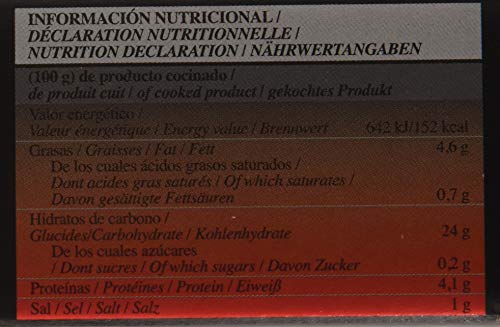 INFORMACIÓN NUTRICIONAL /
DÉCLARATION NUTRITIONNELLE /
NUTRITION DECLARATION / NÄHRWERTANGABEN
(100 g) de producto cocinado /
de produit cuit / of cooked product / gekochtes Produkt
Valor energético /
Valeur énergétique / Energy value / Brennwert 642 kJ/152 kcal
Grasas / Graisses / Fat / Fett 4,6 g
De los cuales ácidos grasos saturados /
Dont acides gras saturés / Of which saturates /
Davon gesättigte Fettsäuren 0,7 g
Hidratos de carbono /
Glucides/Carbohydrate / Kohlenhydrate 24 g
De los cuales azúcares
/ Dont sucres / Of which sugars / Davon Zucker 0,2 g
Proteínas / Protéines / Protein / Eiweiß 4,1 g
Sal / Sel / Salt / Salz 1 g